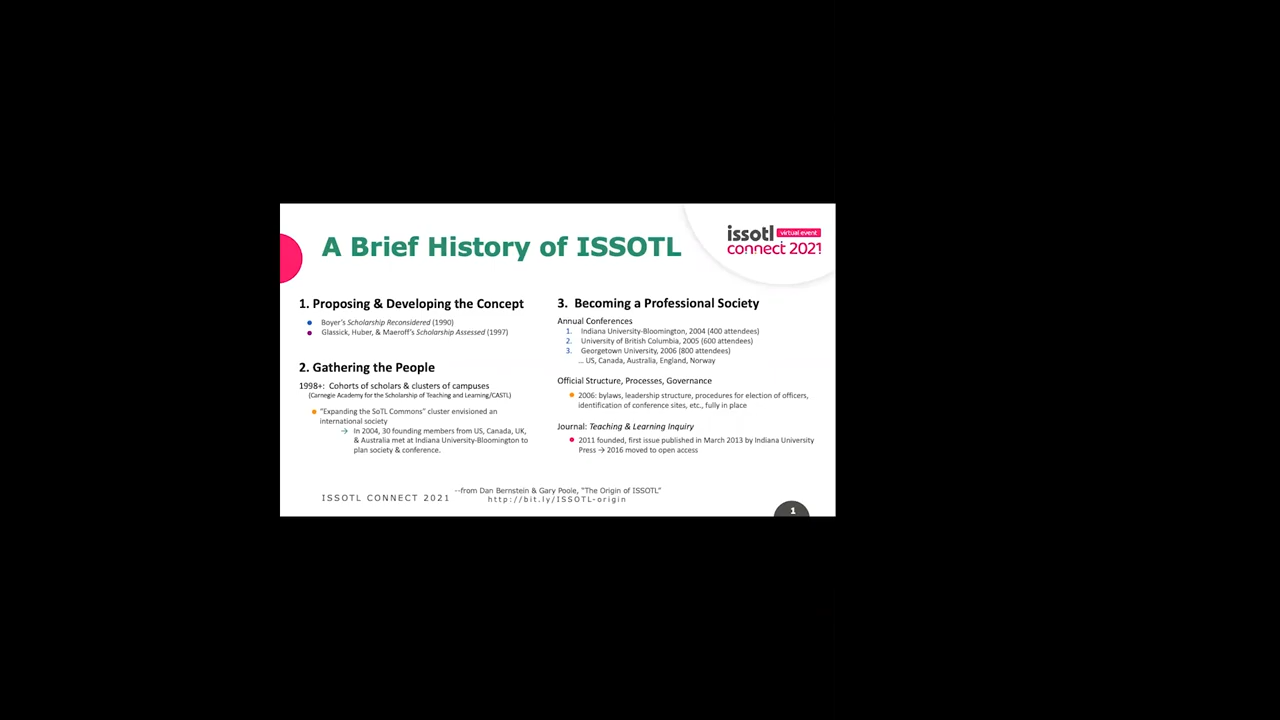 A Brief History of ISSOTL
issotl virtual event
connect 2021
1. Proposing & Developing the Concept
Boyer's Scholarship Reconsidered (1990)
Glassick, Huber, & Maeroff's Scholarship Assessed (1997)
2. Gathering the People
1998+: Cohorts of scholars & clusters of campuses
(Carnegie Academy for the Scholarship of Teaching and Learning/CASTL)
"Expanding the SoTL Commons" cluster envisioned an
international society
→ In 2004, 30 founding members from US, Canada, UK,
& Australia met at Indiana University-Bloomington to
plan society & conference.
3. Becoming a Professional Society
Annual Conferences
1. Indiana University-Bloomington, 2004 (400 attendees)
2. University of British Columbia, 2005 (600 attendees)
3. Georgetown University, 2006 (800 attendees)
... US, Canada, Australia, England, Norway
Official Structure, Processes, Governance
2006: bylaws, leadership structure, procedures for election of officers,
identification of conference sites, etc., fully in place
Journal: Teaching & Learning Inquiry
2011 founded, first issue published in March 2013 by Indiana University
Press → 2016 moved to open access
--from Dan Bernstein & Gary Poole, "The Origin of ISSOTL"
http://bit.ly/ISSOTL-origin
ISSOTL CONNECT 2021
1